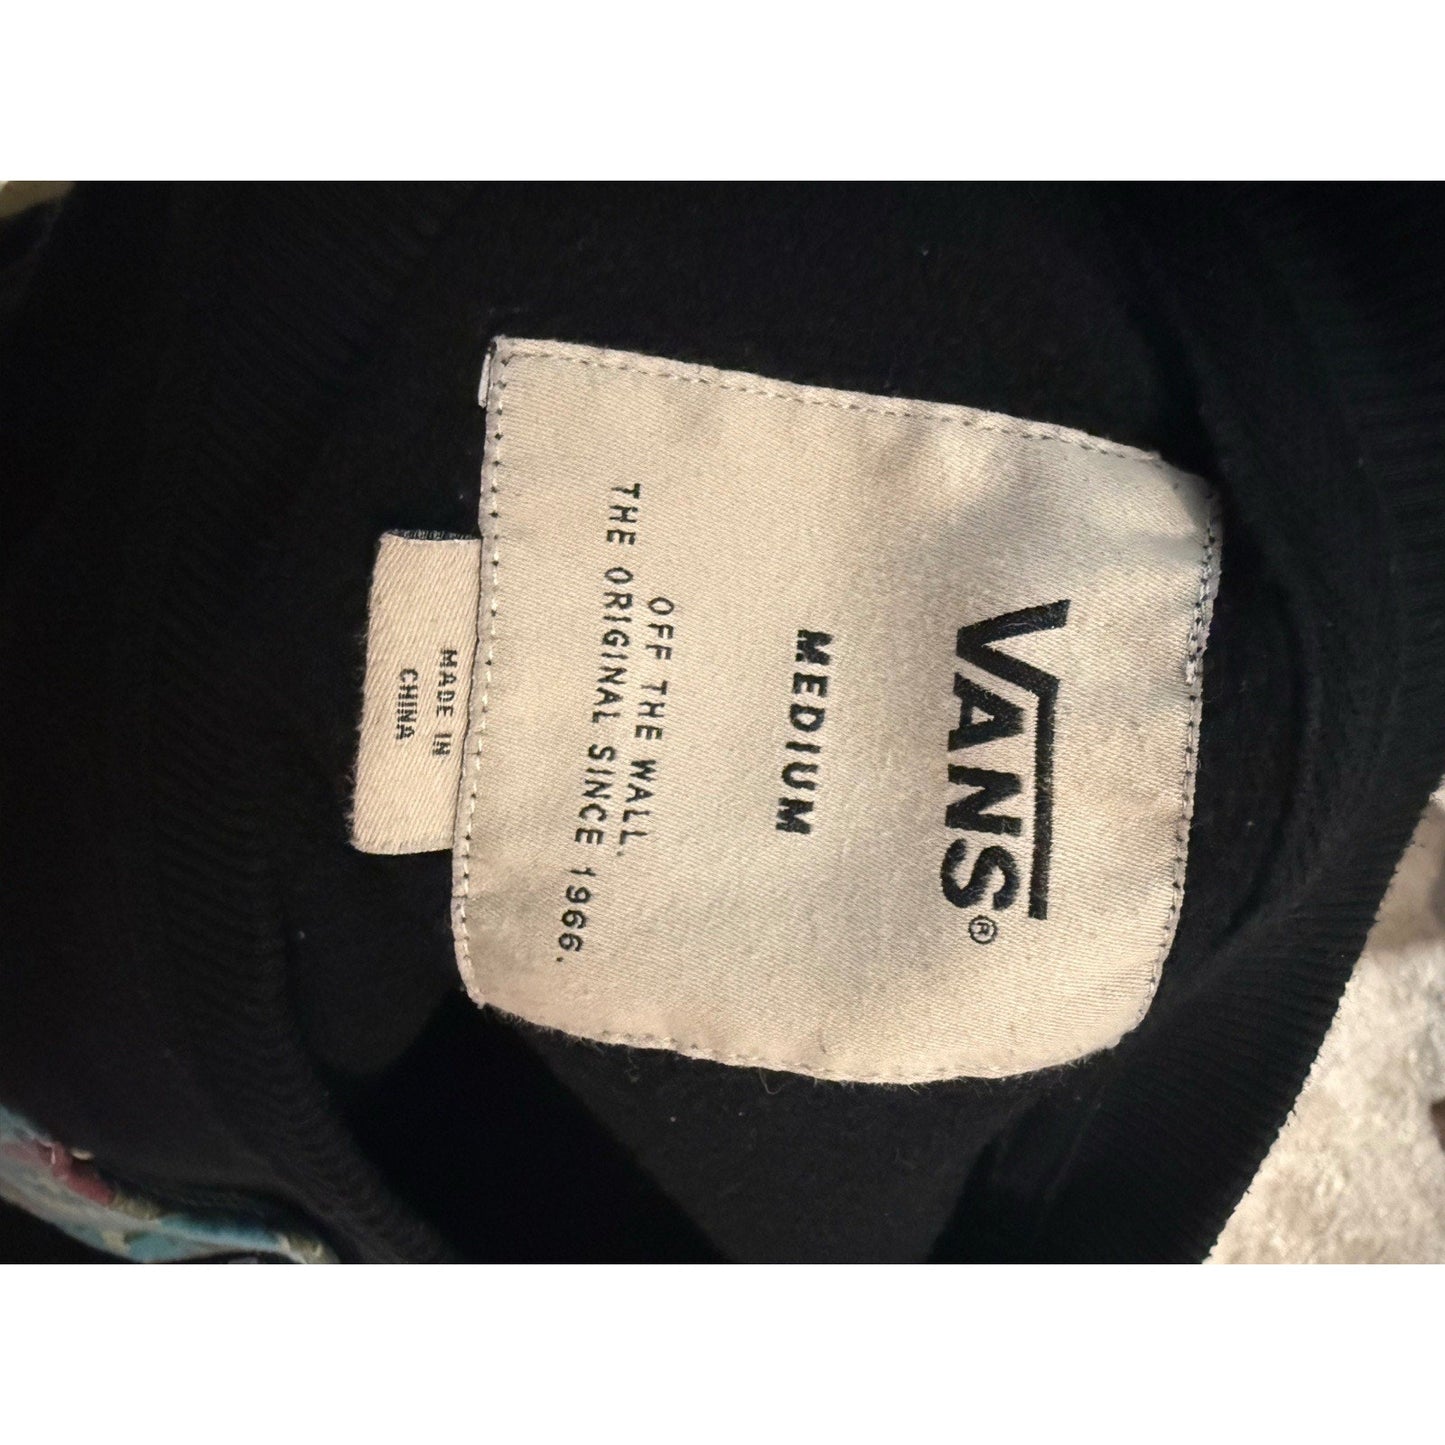 VANS®
MEDIUM
OFF THE WALL.
THE ORIGINAL SINCE 1966.
MADE IN
CHINA